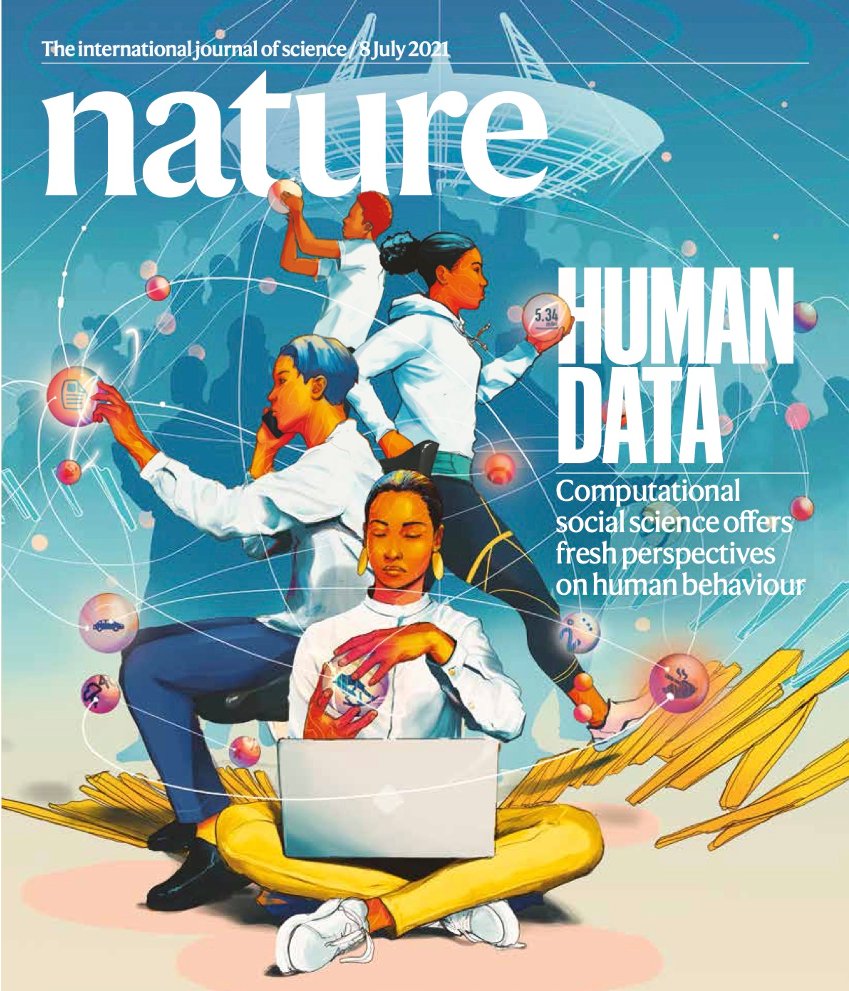 The international journal of science / 8 July 2021
nature
5.34
HUMAN
DATA
Computational
social science offers
fresh perspectives
on human behaviour